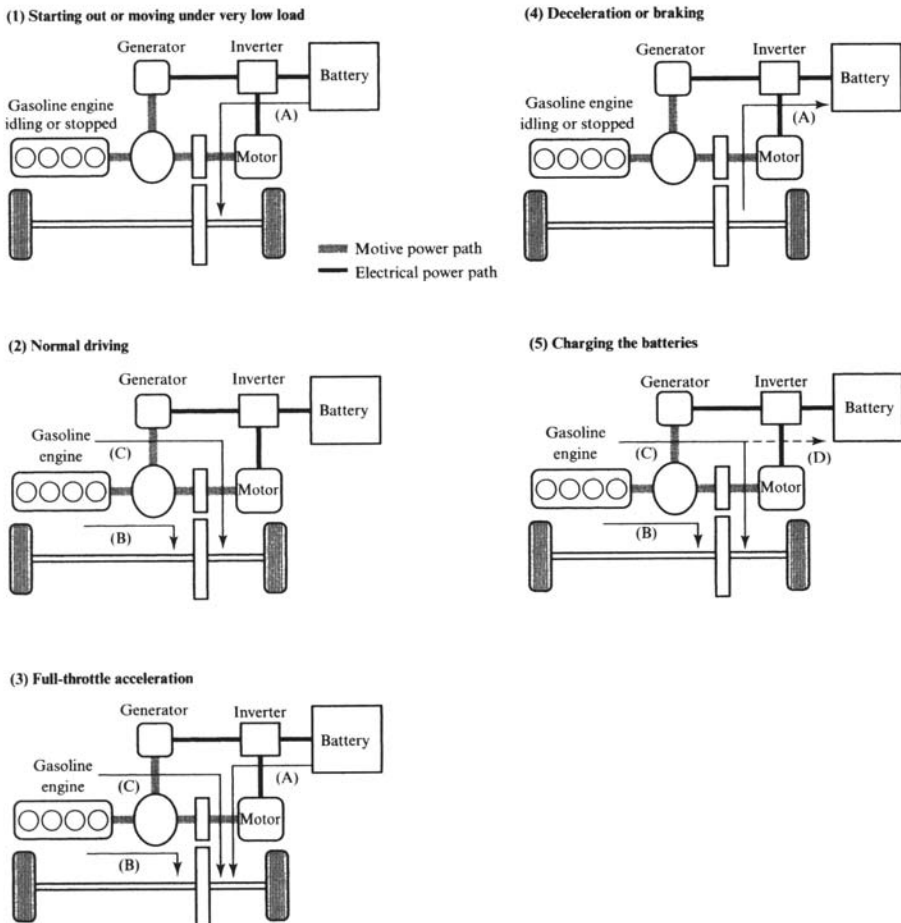 (1) Starting out or moving under very low load
Generator
Inverter
Battery
Gasoline engine
idling or stopped
(A)
Motor
Motive power path
Electrical power path
(4) Deceleration or braking
Generator
Inverter
Battery
Gasoline engine
idling or stopped
(A)
Motor
(2) Normal driving
Generator
Inverter
Battery
Gasoline
engine
(C)
Motor
(B)
(5) Charging the batteries
Generator
Inverter
Battery
Gasoline
engine
(C)
(D)
Motor
(B)
(3) Full-throttle acceleration
Generator
Inverter
Battery
Gasoline
engine
(C)
(A)
Motor
(B)